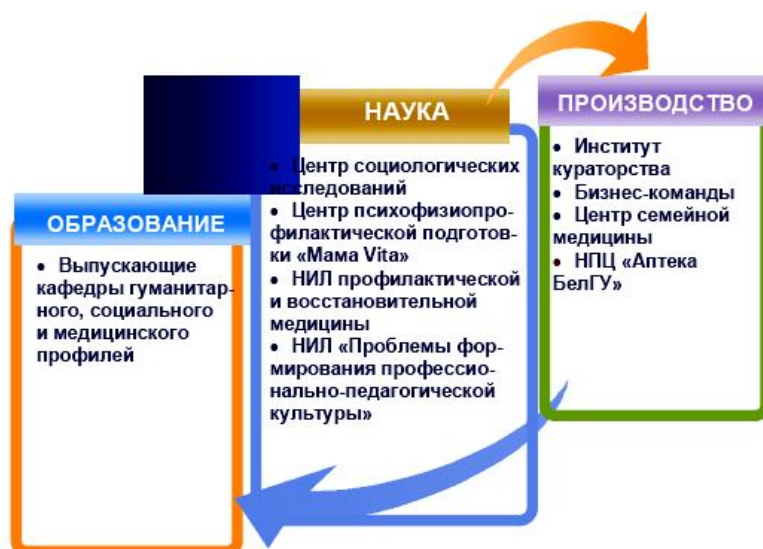 ОБРАЗОВАНИЕ
• Выпускающие
кафедры гуманитар-
ного, социального
и медицинского
профилей
НАУКА
• Центр социологических
исследований
• Центр психофизиопро-
филактической подготов-
ки «Мама Vita»
• НИЛ профилактической
и восстановительной
медицины
• НИЛ «Проблемы фор-
мирования профессио-
нально-педагогической
культуры»
ПРОИЗВОДСТВО
• Институт
кураторства
• Бизнес-команды
• Центр семейной
медицины
• НПЦ «Аптека
БелГУ»